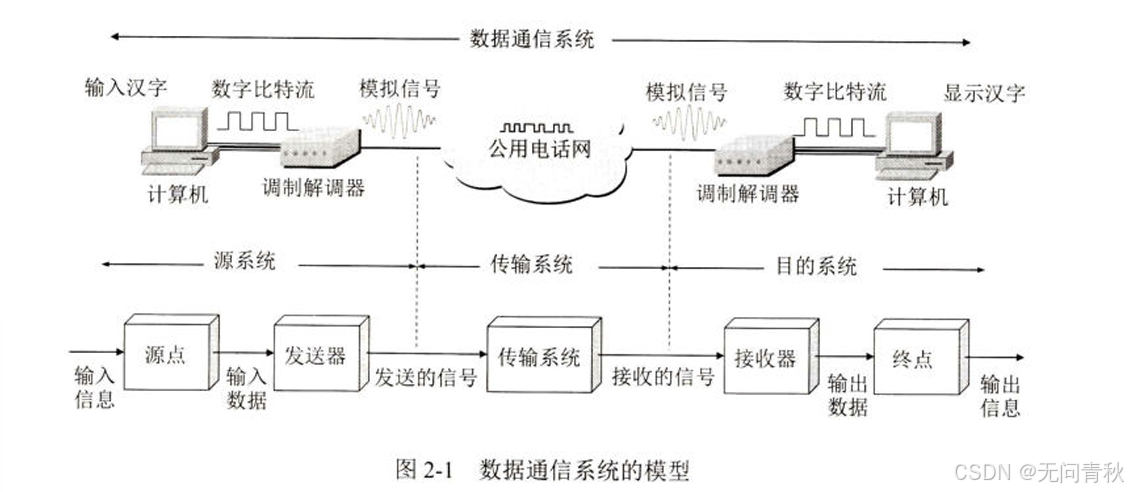 数据通信系统
输入汉字 数字比特流 模拟信号 模拟信号 数字比特流 显示汉字
公用电话网
计算机 调制解调器 调制解调器 计算机
源系统 传输系统 目的系统
源点 发送器 传输系统 接收器 终点
输入信息 输入数据 发送的信号 接收的信号 输出数据 输出信息
图 2-1 数据通信系统的模型
CSDN @无问青秋